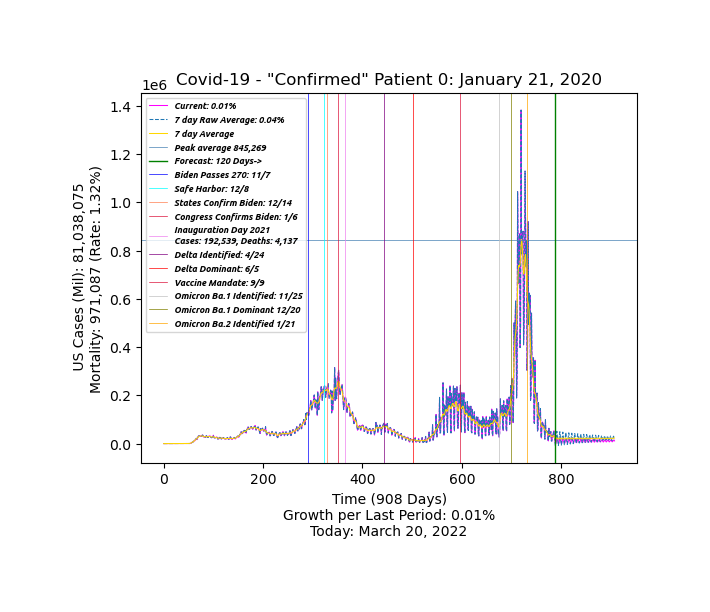 Covid-19 - "Confirmed" Patient 0: January 21, 2020
1e6
Current: 0.01%
7 day Raw Average: 0.04%
7 day Average
Peak average 845,269
Forecast: 120 Days->
Biden Passes 270: 11/7
Safe Harbor: 12/8
States Confirm Biden: 12/14
Congress Confirms Biden: 1/6
Inauguration Day 2021
Cases: 192,539, Deaths: 4,137
Delta Identified: 4/24
Delta Dominant: 6/5
Vaccine Mandate: 9/9
Omicron Ba.1 Identified: 11/25
Omicron Ba.1 Dominant 12/20
Omicron Ba.2 Identified 1/21
US Cases (Mil): 81,038,075
Mortality: 971,087 (Rate: 1.32%)
1.4
1.2
1.0
0.8
0.6
0.4
0.2
0.0
0 200 400 600 800
Time (908 Days)
Growth per Last Period: 0.01%
Today: March 20, 2022